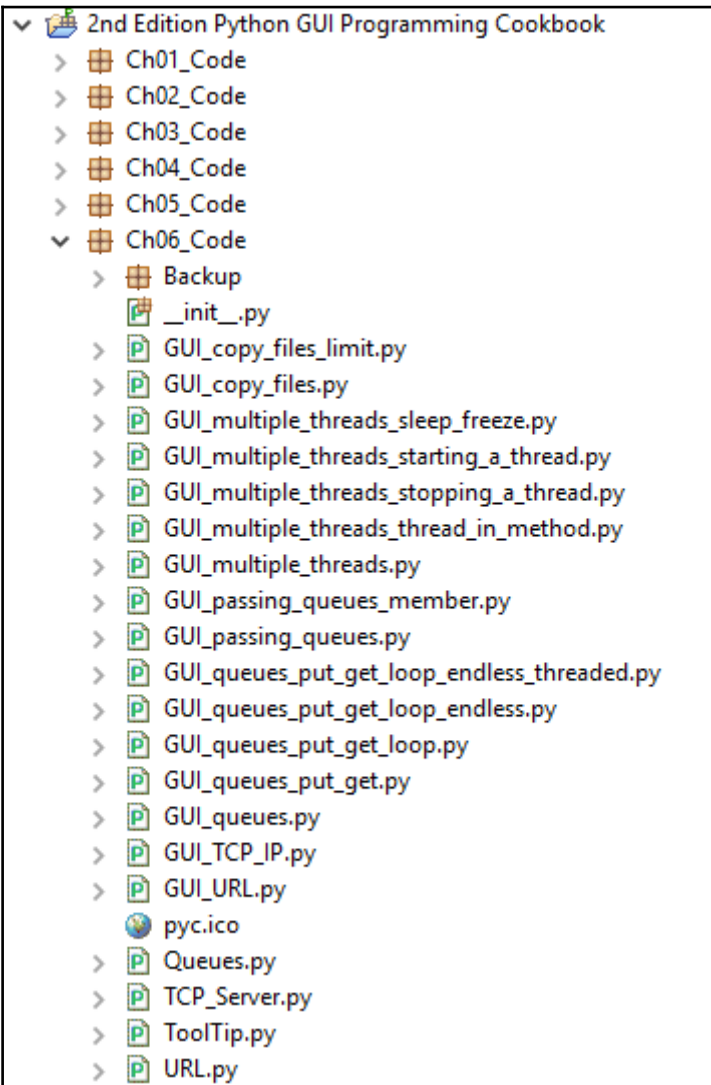 2nd Edition Python GUI Programming Cookbook
Ch01_Code
Ch02_Code
Ch03_Code
Ch04_Code
Ch05_Code
Ch06_Code
Backup
__init__.py
GUI_copy_files_limit.py
GUI_copy_files.py
GUI_multiple_threads_sleep_freeze.py
GUI_multiple_threads_starting_a_thread.py
GUI_multiple_threads_stopping_a_thread.py
GUI_multiple_threads_thread_in_method.py
GUI_multiple_threads.py
GUI_passing_queues_member.py
GUI_passing_queues.py
GUI_queues_put_get_loop_endless_threaded.py
GUI_queues_put_get_loop_endless.py
GUI_queues_put_get_loop.py
GUI_queues_put_get.py
GUI_queues.py
GUI_TCP_IP.py
GUI_URL.py
pyc.ico
Queues.py
TCP_Server.py
ToolTip.py
URL.py